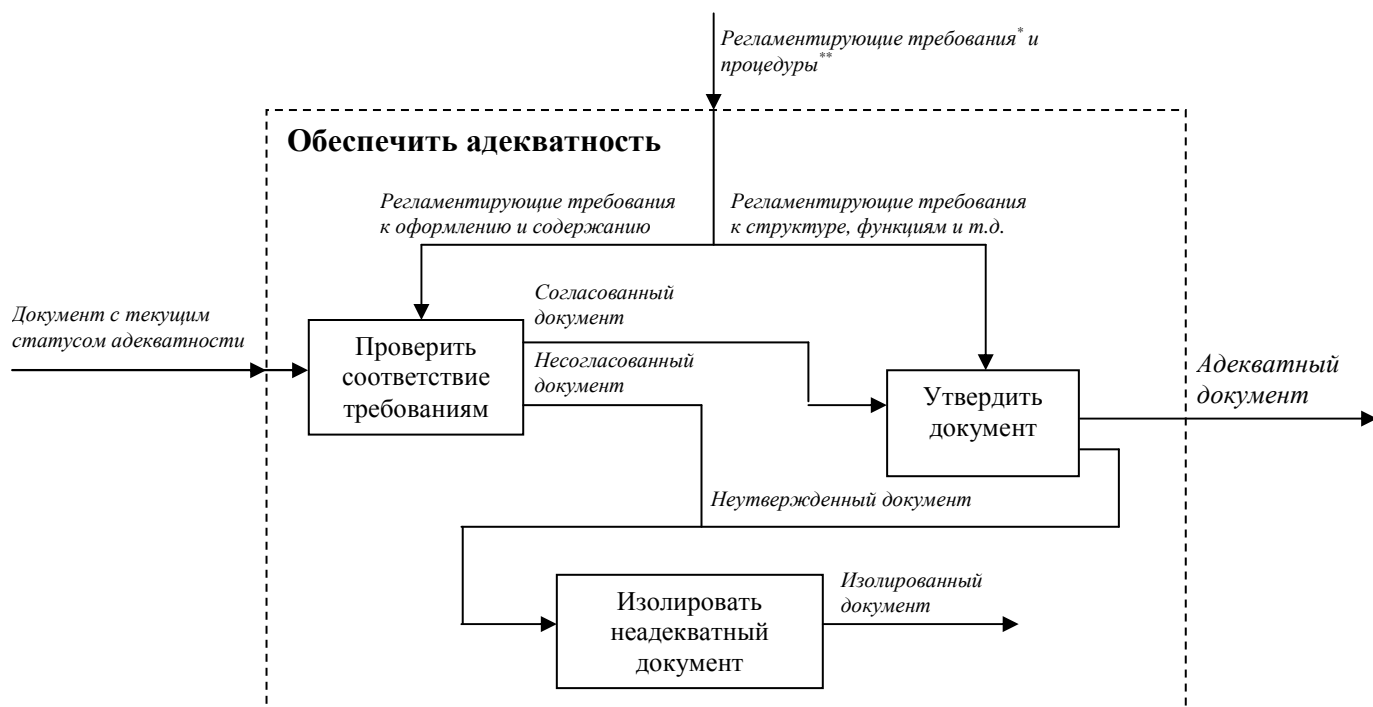 Регламентирующие требования* и
процедуры**
Обеспечить адекватность
Регламентирующие требования
к оформлению и содержанию
Регламентирующие требования
к структуре, функциям и т.д.
Документ с текущим
статусом адекватности
Согласованный
документ
Проверить
соответствие
требованиям
Несогласованный
документ
Утвердить
документ
Адекватный
документ
Неутвержденный документ
Изолировать
неадекватный
документ
Изолированный
документ